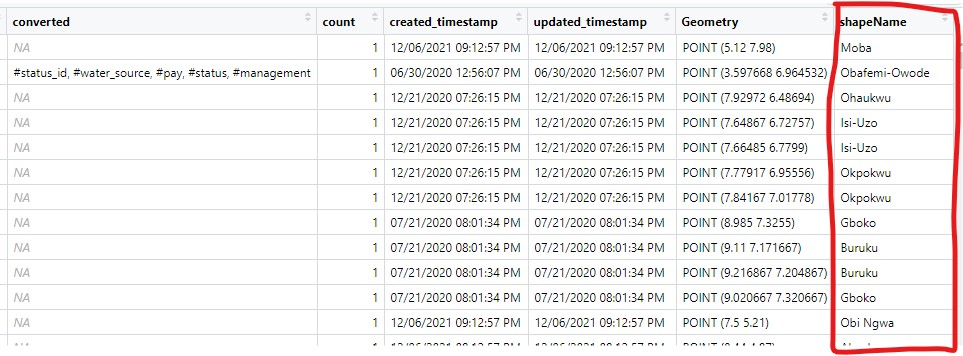 converted count created_timestamp updated_timestamp Geometry shapeName
NA 1 12/06/2021 09:12:57 PM 12/06/2021 09:12:57 PM POINT (5.12 7.98) Moba
#status_id, #water_source, #pay, #status, #management 1 06/30/2020 12:56:07 PM 06/30/2020 12:56:07 PM POINT (3.597668 6.964532) Obafemi-Owode
NA 1 12/21/2020 07:26:15 PM 12/21/2020 07:26:15 PM POINT (7.92972 6.48694) Ohaukwu
NA 1 12/21/2020 07:26:15 PM 12/21/2020 07:26:15 PM POINT (7.64867 6.72757) Isi-Uzo
NA 1 12/21/2020 07:26:15 PM 12/21/2020 07:26:15 PM POINT (7.66485 6.7799) Isi-Uzo
NA 1 12/21/2020 07:26:15 PM 12/21/2020 07:26:15 PM POINT (7.77917 6.95556) Okpokwu
NA 1 12/21/2020 07:26:15 PM 12/21/2020 07:26:15 PM POINT (7.84167 7.01778) Okpokwu
NA 1 07/21/2020 08:01:34 PM 07/21/2020 08:01:34 PM POINT (8.985 7.3255) Gboko
NA 1 07/21/2020 08:01:34 PM 07/21/2020 08:01:34 PM POINT (9.11 7.171667) Buruku
NA 1 07/21/2020 08:01:34 PM 07/21/2020 08:01:34 PM POINT (9.216867 7.204867) Buruku
NA 1 07/21/2020 08:01:34 PM 07/21/2020 08:01:34 PM POINT (9.020667 7.320667) Gboko
NA 1 12/06/2021 09:12:57 PM 12/06/2021 09:12:57 PM POINT (7.5 5.21) Obi Ngwa